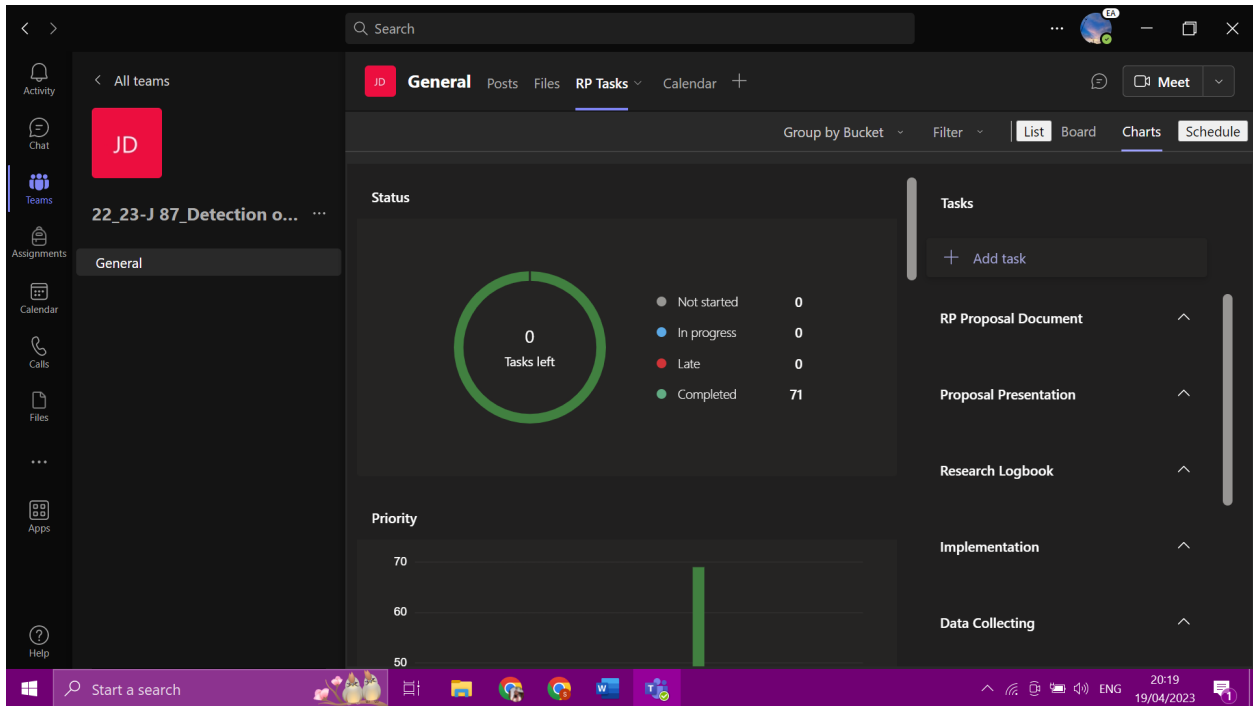 Search
EA
Activity
Chat
Teams
Assignments
Calendar
Calls
Files
Apps
Help
All teams
JD
22_23-J 87_Detection o...
General
JD General Posts Files RP Tasks Calendar
Meet
Group by Bucket Filter List Board Charts Schedule
Status
0
Tasks left
Not started 0
In progress 0
Late 0
Completed 71
Priority
70
60
50
Tasks
Add task
RP Proposal Document
Proposal Presentation
Research Logbook
Implementation
Data Collecting
Start a search
W
ENG
20:19
19/04/2023
1